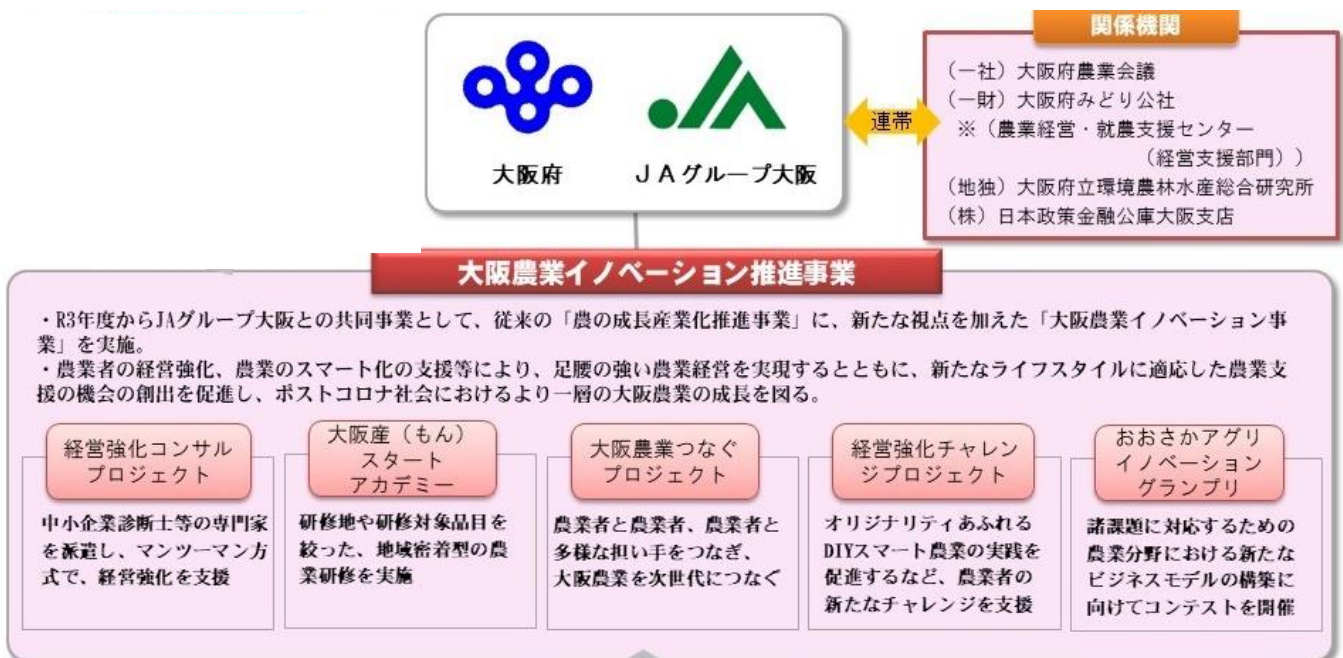 関係機関
(一社)大阪府農業会議
(一財)大阪府みどり公社
※(農業経営・就農支援センター
(経営支援部門))
(地独)大阪府立環境農林水産総合研究所
(株)日本政策金融公庫大阪支店
大阪府
JAグループ大阪
連帯
大阪農業イノベーション推進事業
・R3年度からJAグループ大阪との共同事業として、従来の「農の成長産業化推進事業」に、新たな視点を加えた「大阪農業イノベーション事
業」を実施。
・農業者の経営強化、農業のスマート化の支援等により、足腰の強い農業経営を実現するとともに、新たなライフスタイルに適応した農業支
援の機会の創出を促進し、ポストコロナ社会におけるより一層の大阪農業の成長を図る。
経営強化コンサル
プロジェクト
中小企業診断士等の専門家
を派遣し、マンツーマン方
式で、経営強化を支援
大阪産(もん)
スタート
アカデミー
研修地や研修対象品目を
絞った、地域密着型の農
業研修を実施
大阪農業つなぐ
プロジェクト
農業者と農業者、農業者と
多様な担い手をつなぎ、
大阪農業を次世代につなぐ
経営強化チャレン
ジプロジェクト
オリジナリティあふれる
DIYスマート農業の実践を
促進するなど、農業者の
新たなチャレンジを支援
おおさかアグリ
イノベーション
グランプリ
諸課題に対応するための
農業分野における新たな
ビジネスモデルの構築に
向けてコンテストを開催